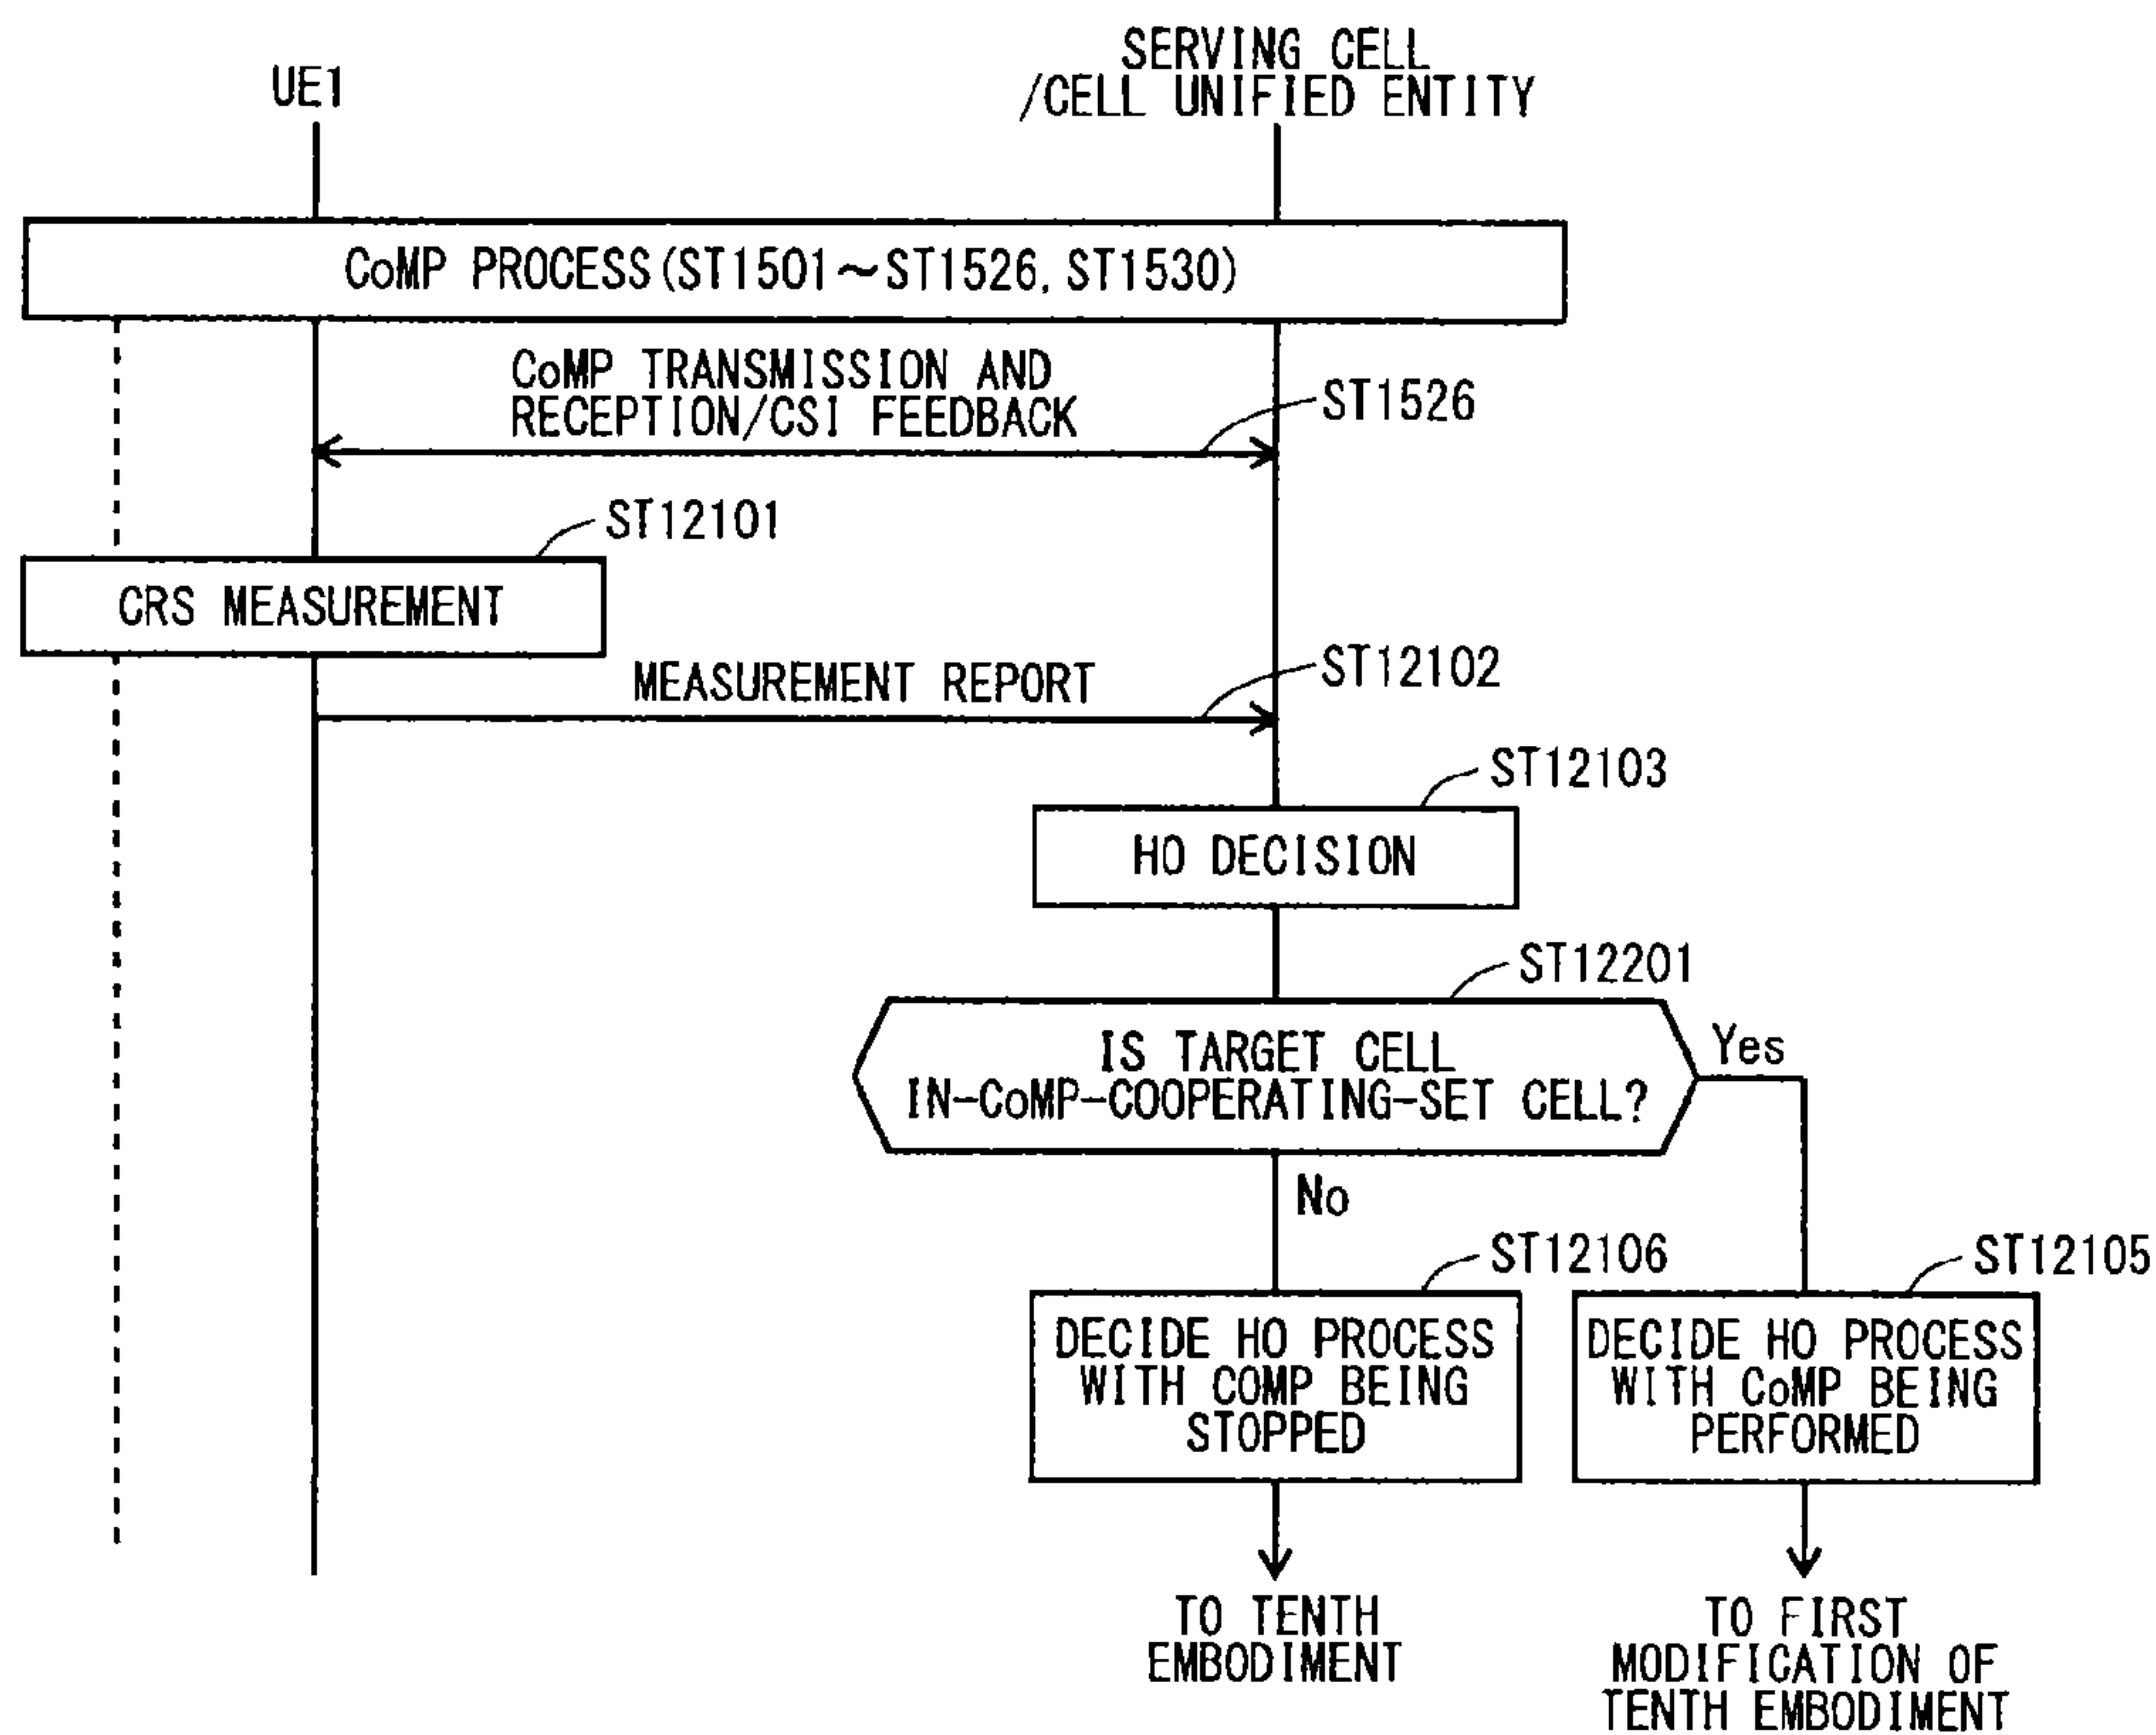 UE1
SERVING CELL
/CELL UNIFIED ENTITY
CoMP PROCESS(ST1501～ST1526, ST1530)
CoMP TRANSMISSION AND
RECEPTION/CSI FEEDBACK
ST1526
ST12101
CRS MEASUREMENT
MEASUREMENT REPORT
ST12102
ST12103
HO DECISION
ST12201
IS TARGET CELL
IN-CoMP-COOPERATING-SET CELL?
Yes
No
ST12106
DECIDE HO PROCESS
WITH COMP BEING
STOPPED
ST12105
DECIDE HO PROCESS
WITH CoMP BEING
PERFORMED
TO TENTH
EMBODIMENT
TO FIRST
MODIFICATION OF
TENTH EMBODIMENT